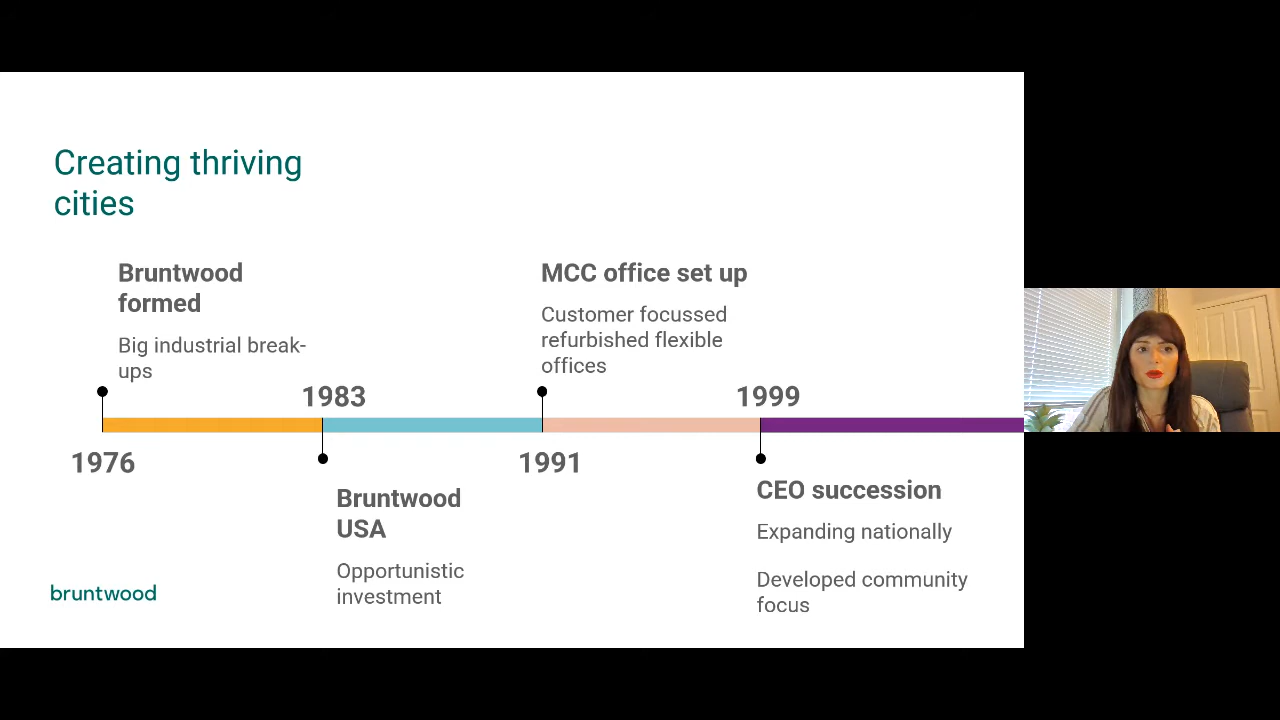 Creating thriving
cities
Bruntwood
formed
Big industrial break-
ups
1976
1983
Bruntwood
USA
Opportunistic
investment
MCC office set up
Customer focussed
refurbished flexible
offices
1991
1999
CEO succession
Expanding nationally
Developed community
focus
bruntwood